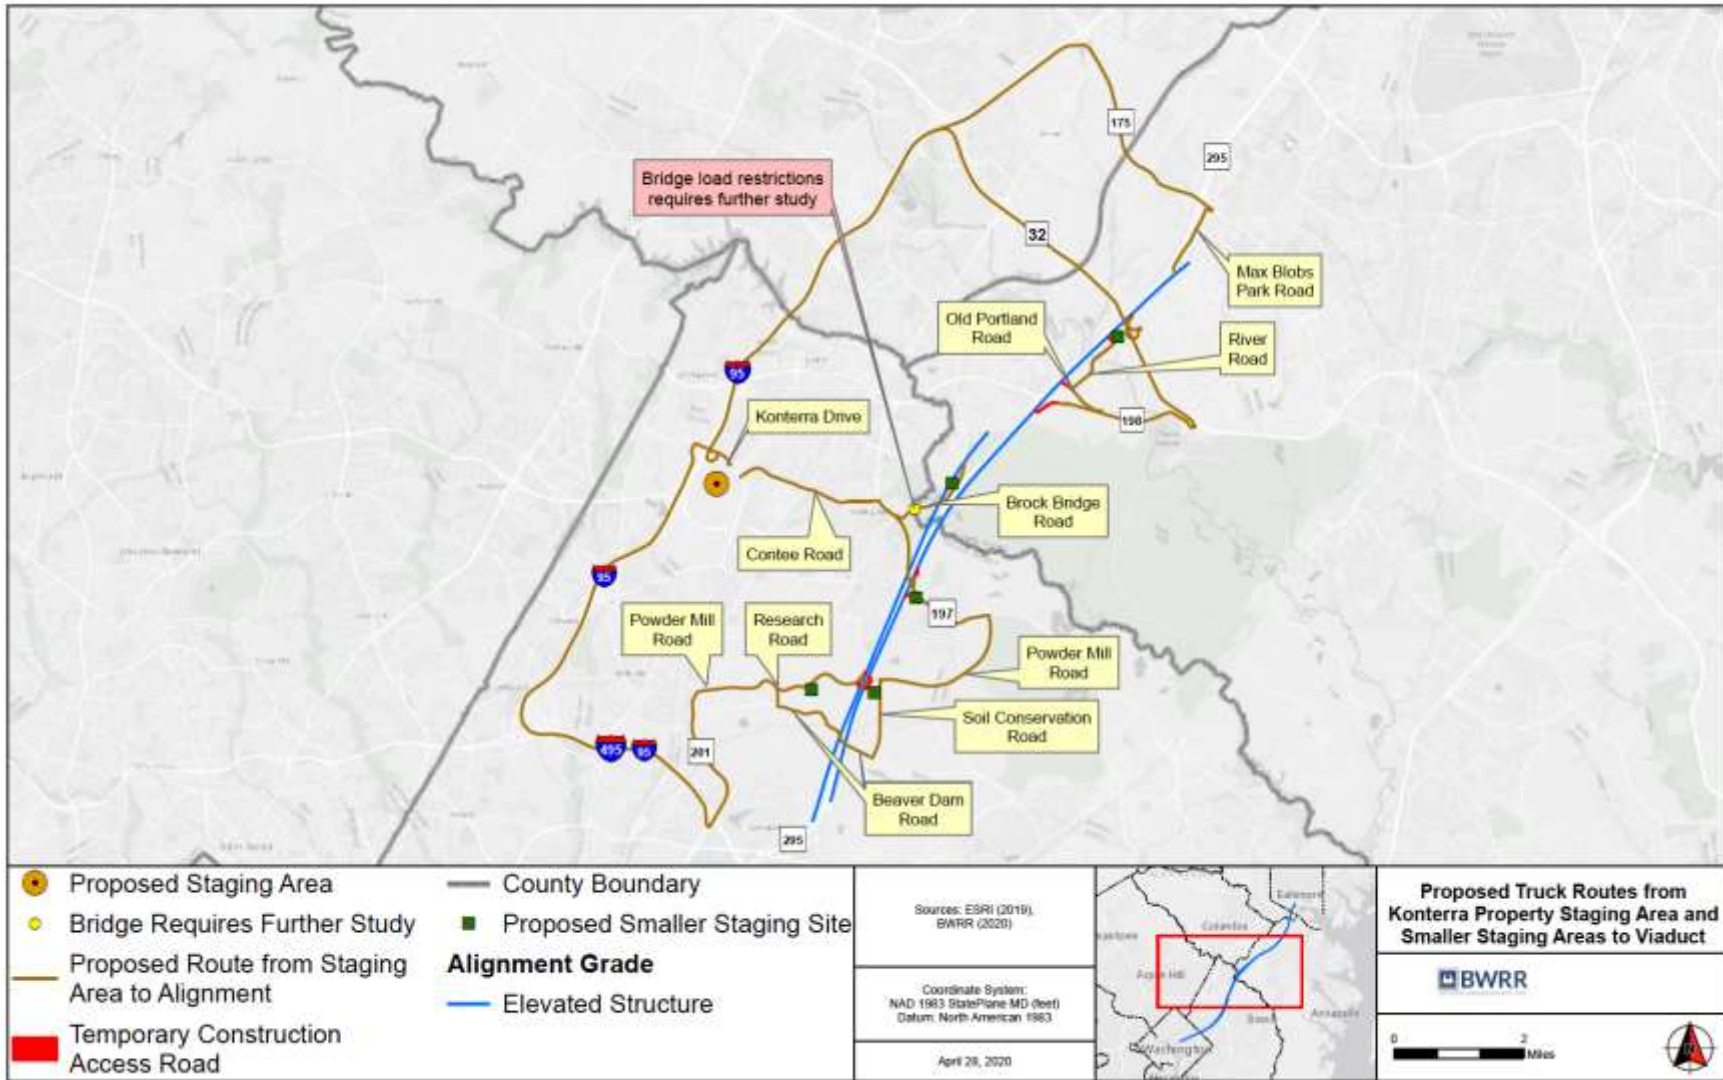 175
295
Bridge load restrictions
requires further study
32
Max Blobs
Park Road
Old Portland
Road
River
Road
95
Konterra Drive
198
Brock Bridge
Road
Contee Road
95
Powder Mill
Road
Research
Road
197
Powder Mill
Road
Soil Conservation
Road
495
95
201
Beaver Dam
Road
295
Proposed Staging Area
Bridge Requires Further Study
Proposed Route from Staging
Area to Alignment
Temporary Construction
Access Road
County Boundary
Proposed Smaller Staging Site
Alignment Grade
Elevated Structure
Sources: ESRI (2019),
BWRR (2020)
Coordinate System:
NAD 1983 StatePlane MD (feet)
Datum: North American 1983
April 28, 2020
Columbia
Annapolis
Washington
Proposed Truck Routes from
Konterra Property Staging Area and
Smaller Staging Areas to Viaduct
BWRR
0 2
Miles
N